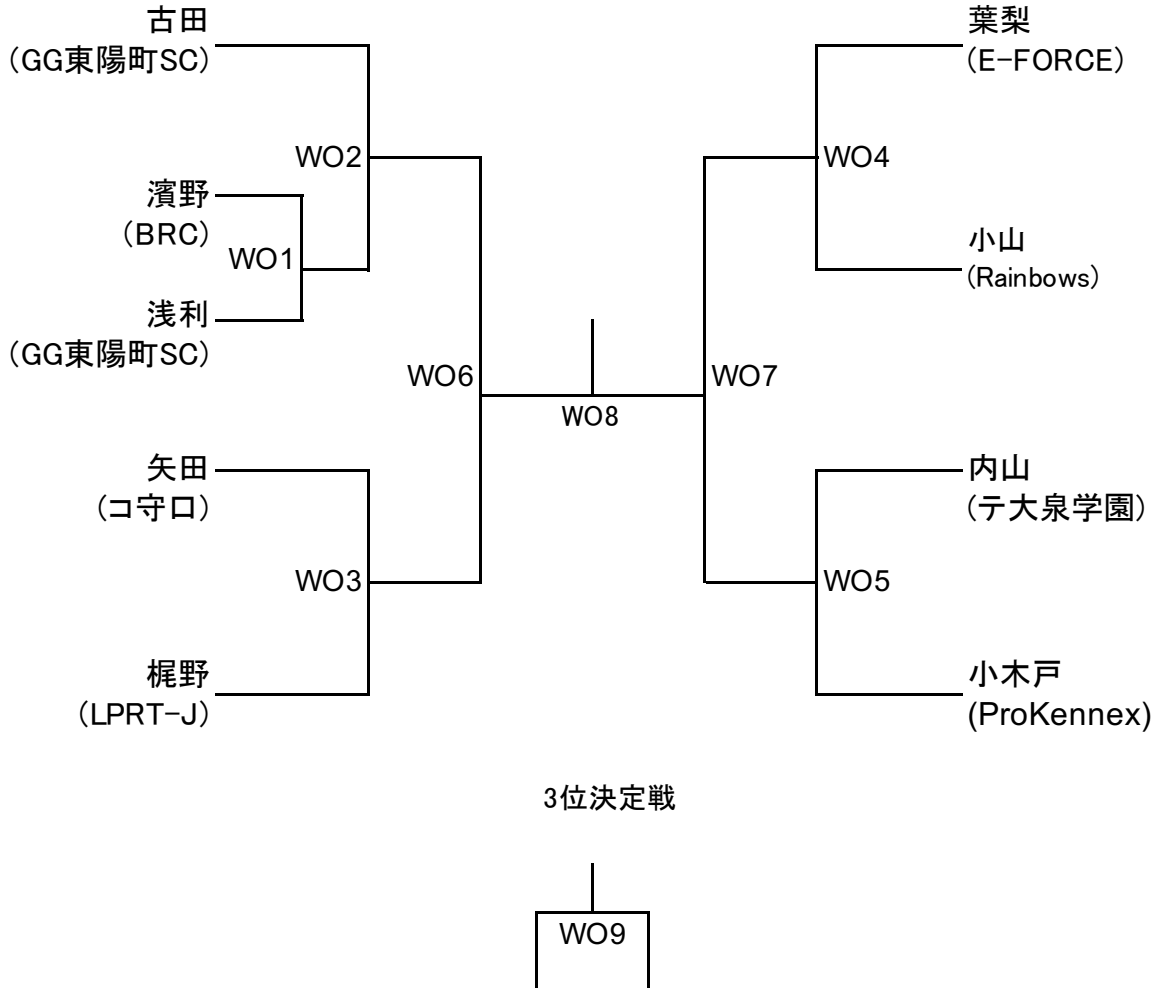 古田
(GG東陽町SC)
WO2
濱野
(BRC)
WO1
浅利
(GG東陽町SC)
WO6
矢田
(コ守口)
WO3
梶野
(LPRT-J)
WO8
葉梨
(E-FORCE)
WO4
小山
(Rainbows)
WO7
内山
(テ大泉学園)
WO5
小木戸
(ProKennex)
3位決定戦
WO9